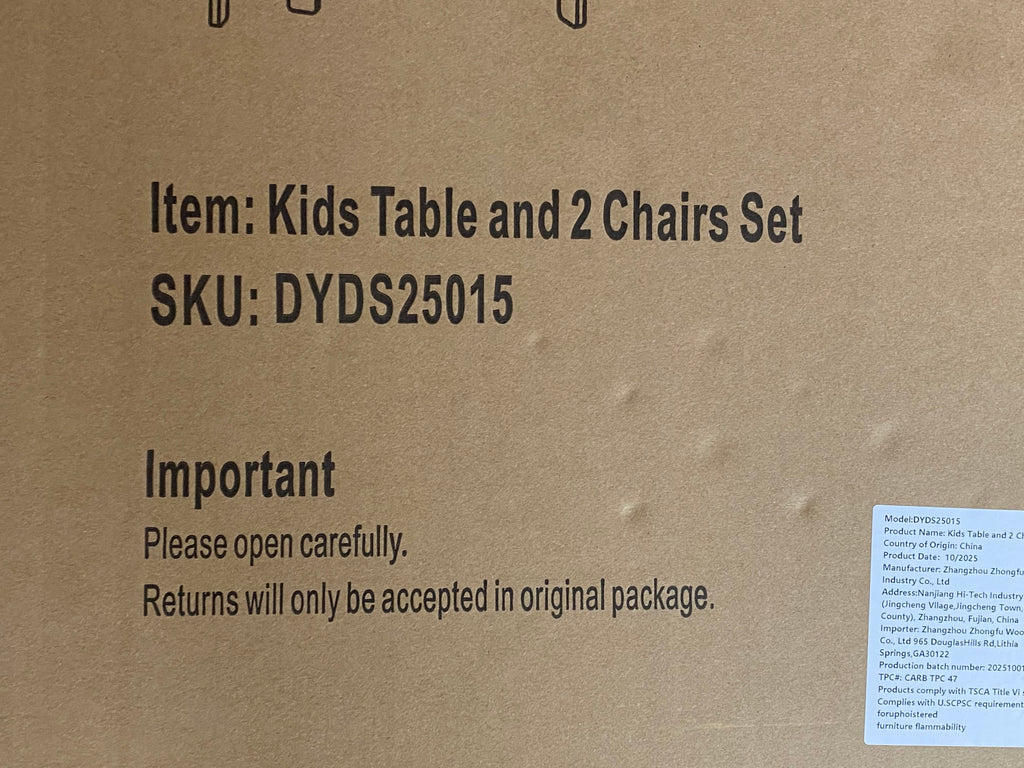 Item: Kids Table and 2 Chairs Set
SKU: DYDS25015
Important
Please open carefully.
Returns will only be accepted in original package.
Model:DYDS25015
Product Name: Kids Table and 2
Country of Origin: China
Product Date: 10/2025
Manufacturer: Zhangzhou Zhongfu
Industry Co., Ltd
Address:Nanjiang Hi-Tech Industry
(Jingcheng Vilage,Jingcheng Town,
County), Zhangzhou, Fujian, China
Importer: Zhangzhou Zhongfu
Co., Ltd 965 DouglasHills Rd,Lithia
Springs,GA30122
Production batch number:
TPC#: CARB TPC 47
Products comply with TSCA Title Vi
Complies with U.SCPSC requirement
foruphoistered
furniture flammability